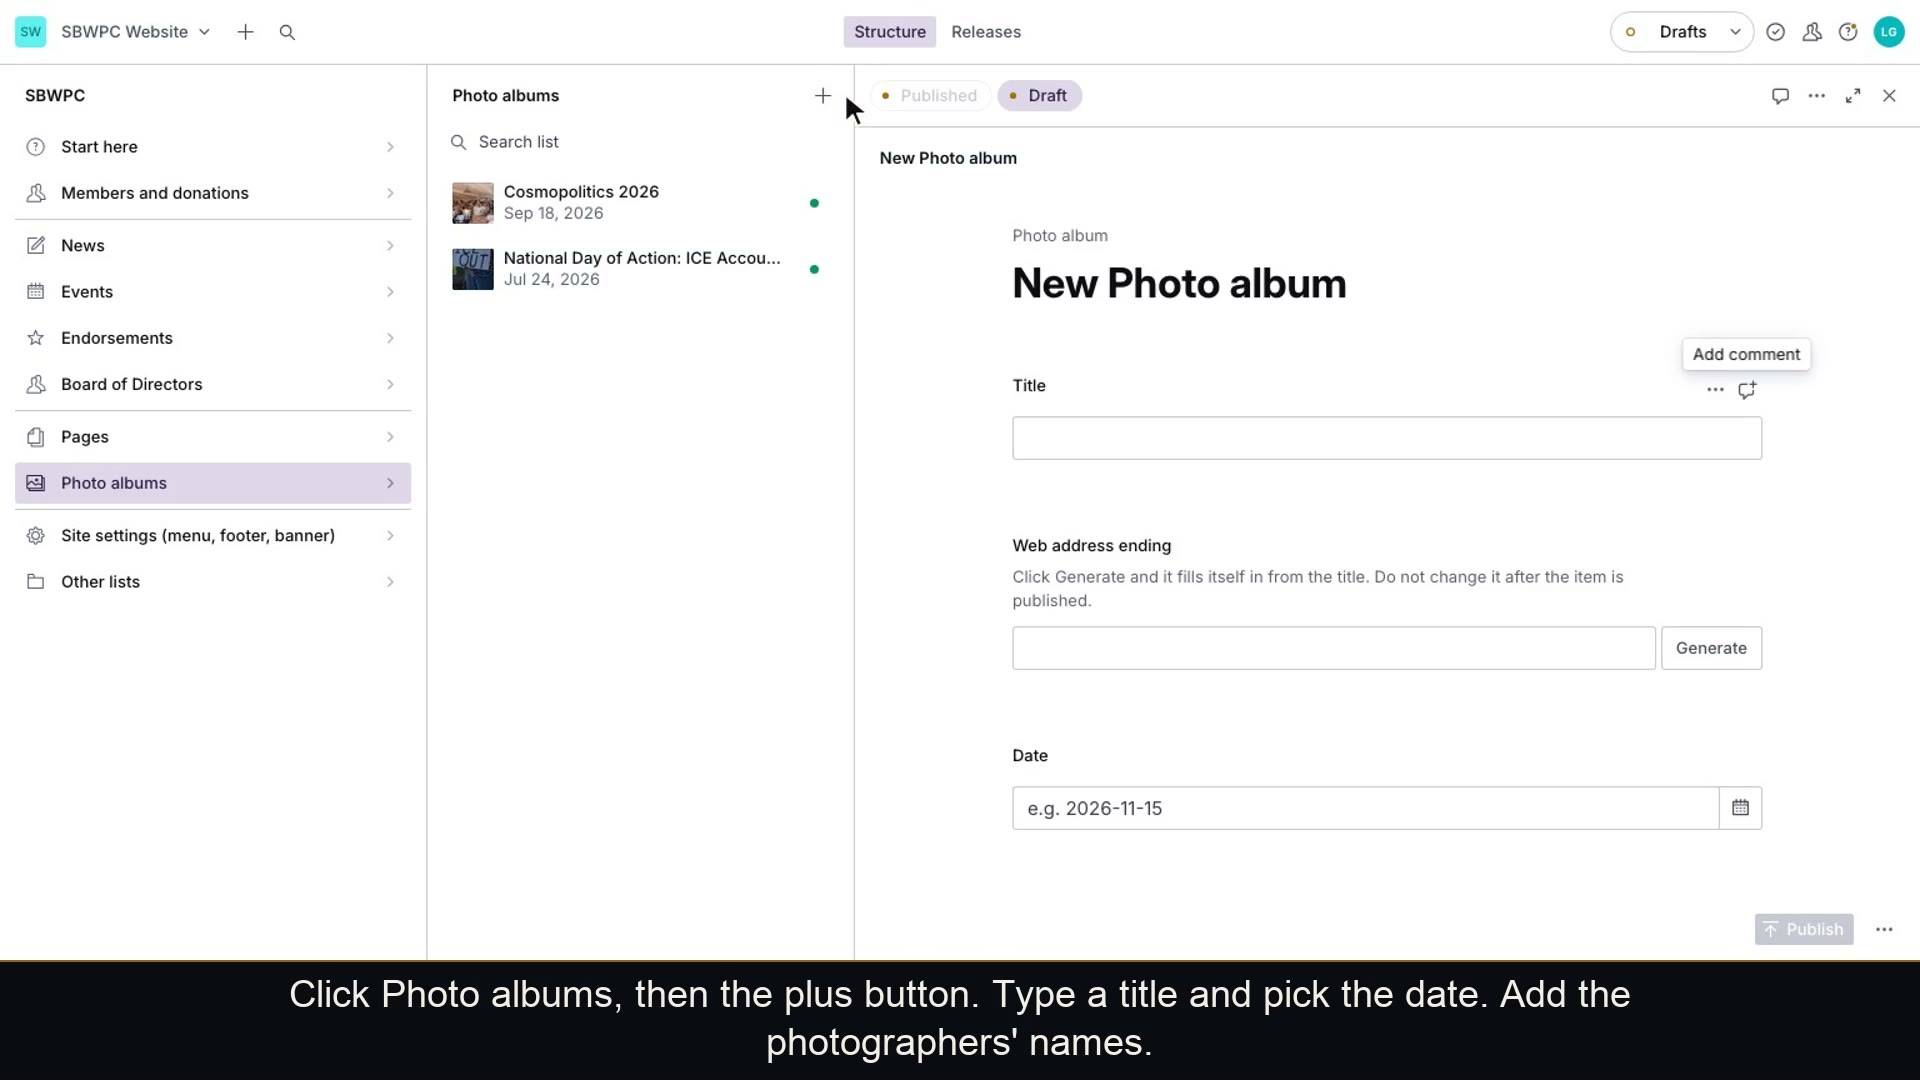 SW SBWPC Website
Structure Releases
Drafts
LG
SBWPC
Start here
Members and donations
News
Events
Endorsements
Board of Directors
Pages
Photo albums
Site settings (menu, footer, banner)
Other lists
Photo albums
Search list
Cosmopolitics 2026
Sep 18, 2026
OUT
National Day of Action: ICE Accou...
Jul 24, 2026
Published Draft
New Photo album
Photo album
New Photo album
Add comment
Title
Web address ending
Click Generate and it fills itself in from the title. Do not change it after the item is
published.
Generate
Date
e.g. 2026-11-15
Publish
Click Photo albums, then the plus button. Type a title and pick the date. Add the
photographers' names.